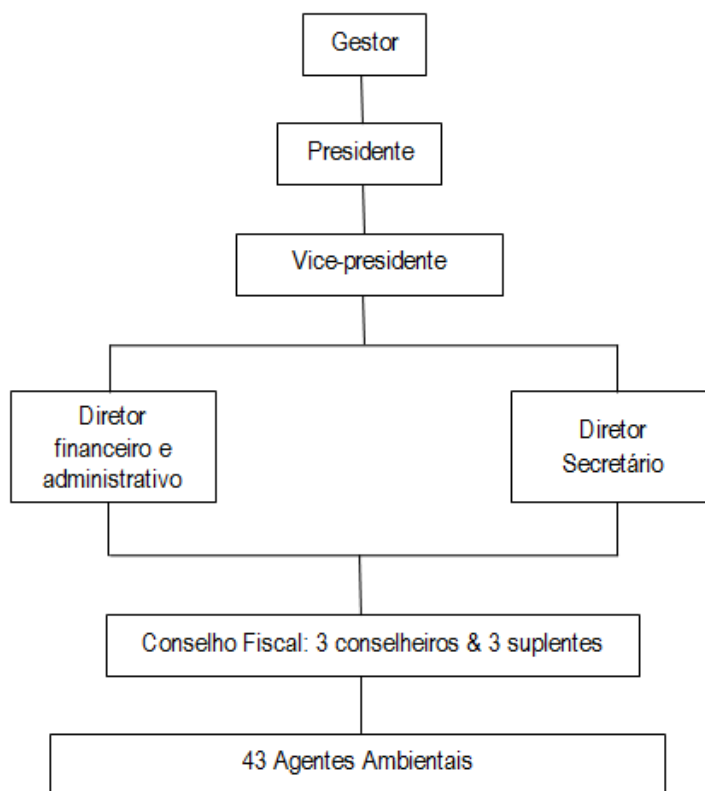 Gestor
Presidente
Vice-presidente
Diretor
financeiro e
administrativo
Diretor
Secretário
Conselho Fiscal: 3 conselheiros & 3 suplentes
43 Agentes Ambientais